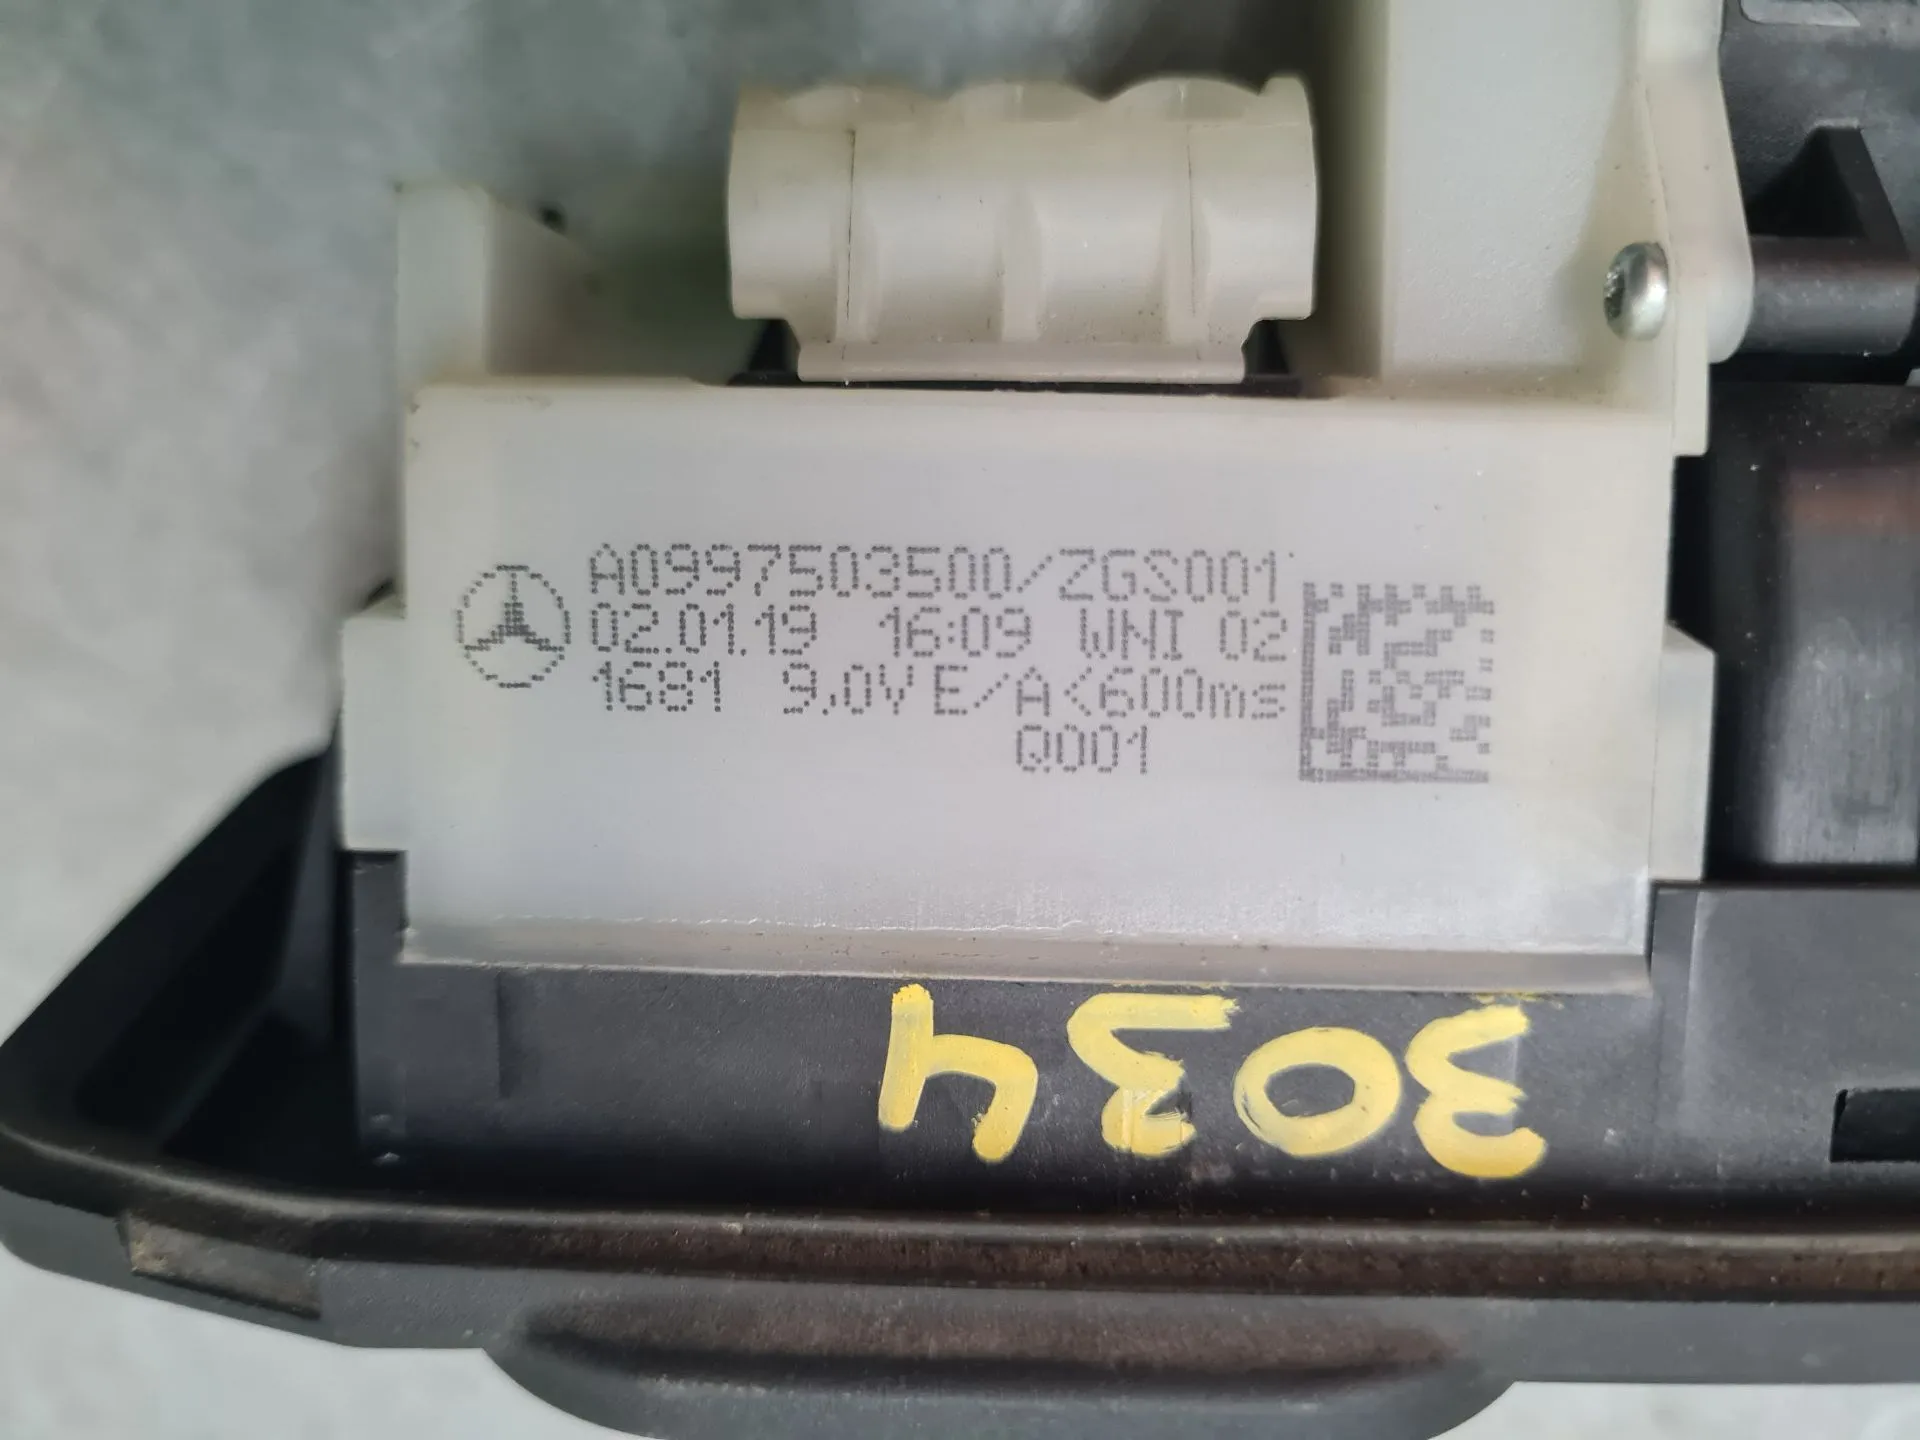 A0997503500/ZGS001
02.01.19 16:09 WNI 02
1681 9.0V E/A<600ms
Q001
3034